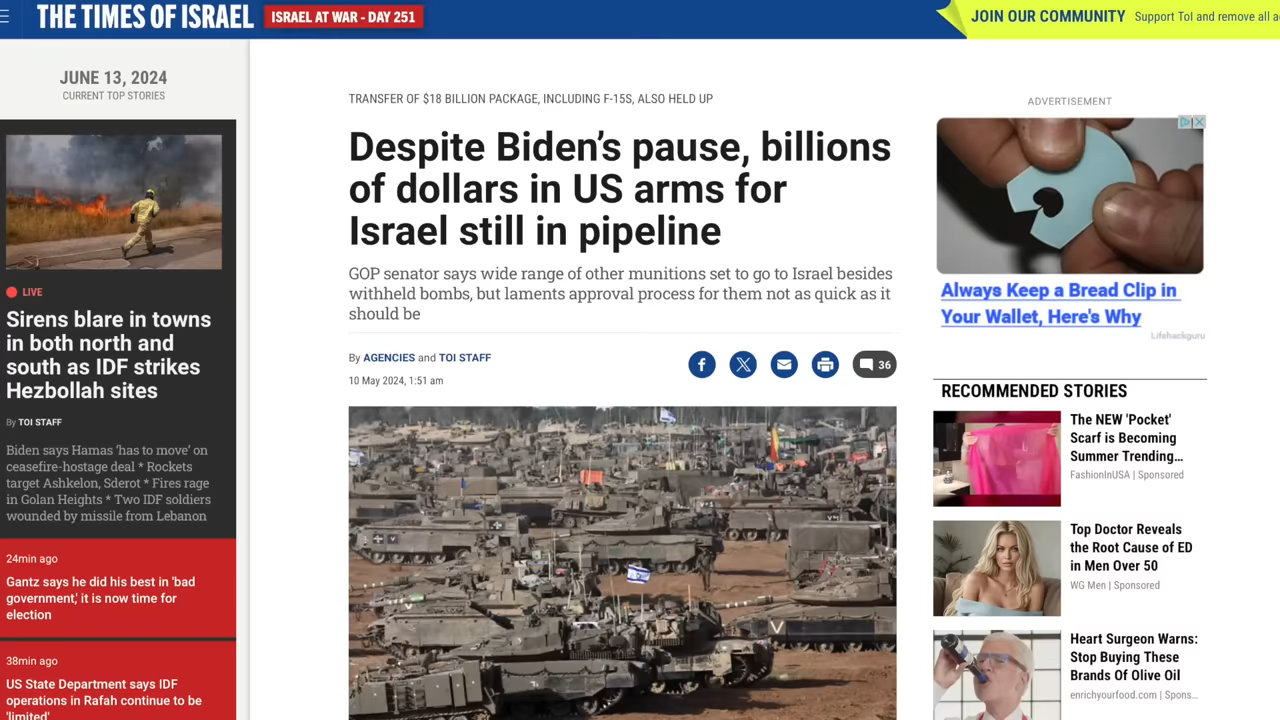 THE TIMES OF ISRAEL
ISRAEL AT WAR - DAY 251
JOIN OUR COMMUNITY Support ToI and remove all
JUNE 13, 2024
CURRENT TOP STORIES
LIVE
Sirens blare in towns
in both north and
south as IDF strikes
Hezbollah sites
By TOI STAFF
Biden says Hamas ‘has to move’ on
ceasefire-hostage deal * Rockets
target Ashkelon, Sderot * Fires rage
in Golan Heights * Two IDF soldiers
wounded by missile from Lebanon
24min ago
Gantz says he did his best in 'bad
government,' it is now time for
election
38min ago
US State Department says IDF
operations in Rafah continue to be
'limited'
TRANSFER OF $18 BILLION PACKAGE, INCLUDING F-15S, ALSO HELD UP
Despite Biden’s pause, billions
of dollars in US arms for
Israel still in pipeline
GOP senator says wide range of other munitions set to go to Israel besides
withheld bombs, but laments approval process for them not as quick as it
should be
By AGENCIES and TOI STAFF
10 May 2024, 1:51 am
36
ADVERTISEMENT
Always Keep a Bread Clip in
Your Wallet, Here's Why
Lifehackguru
RECOMMENDED STORIES
The NEW 'Pocket'
Scarf is Becoming
Summer Trending...
FashionInUSA | Sponsored
Top Doctor Reveals
the Root Cause of ED
in Men Over 50
WG Men | Sponsored
Heart Surgeon Warns:
Stop Buying These
Brands Of Olive Oil
enrichyourfood.com | Spons...